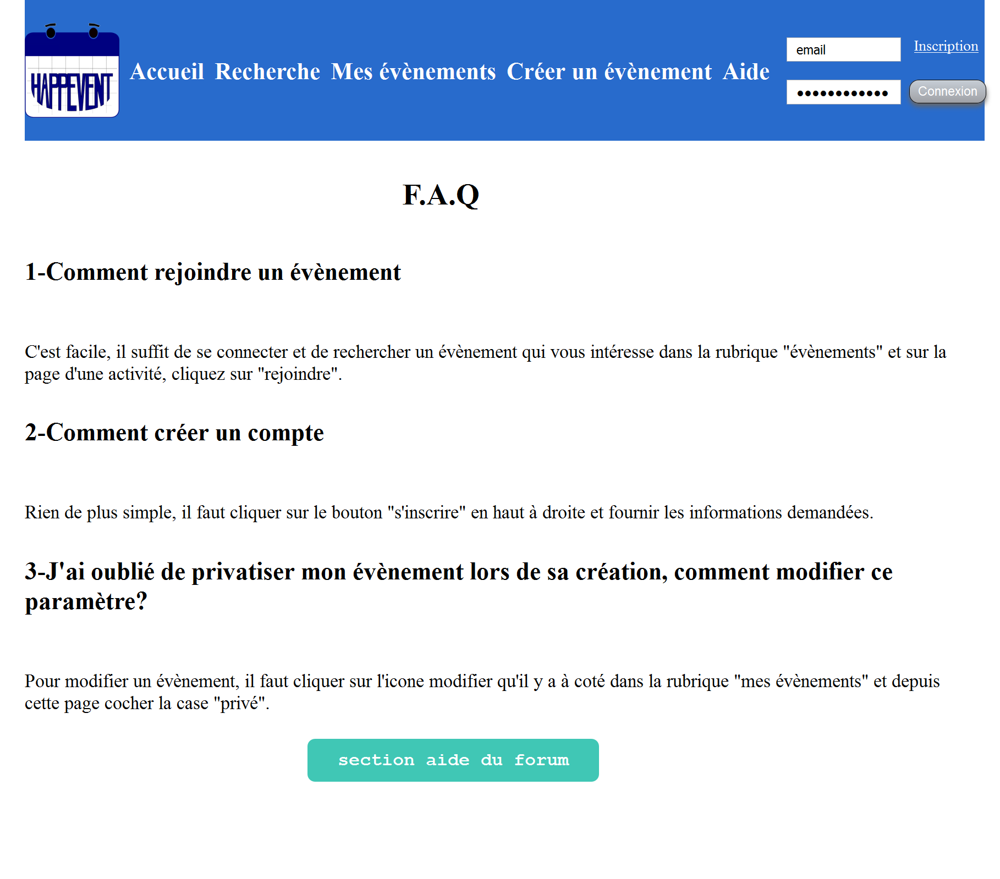 HAPPEVENT
Accueil Recherche Mes évènements Créer un évènement Aide
email
Inscription
••••••••••••
Connexion
F.A.Q
1-Comment rejoindre un évènement
C'est facile, il suffit de se connecter et de rechercher un évènement qui vous intéresse dans la rubrique "évènements" et sur la
page d'une activité, cliquez sur "rejoindre".
2-Comment créer un compte
Rien de plus simple, il faut cliquer sur le bouton "s'inscrire" en haut à droite et fournir les informations demandées.
3-J'ai oublié de privatiser mon évènement lors de sa création, comment modifier ce
paramètre?
Pour modifier un évènement, il faut cliquer sur l'icone modifier qu'il y a à coté dans la rubrique "mes évènements" et depuis
cette page cocher la case "privé".
section aide du forum